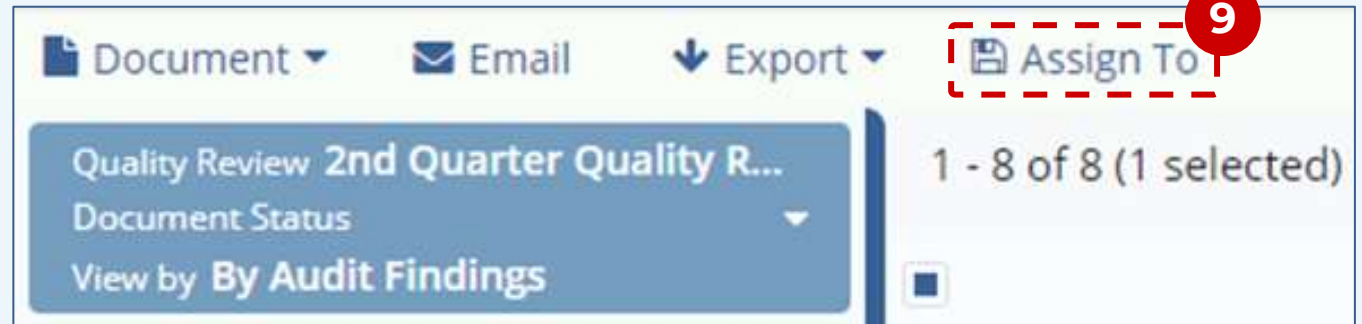 9
Document Email Export Assign To
Quality Review 2nd Quarter Quality R...
Document Status
View by By Audit Findings
1 - 8 of 8 (1 selected)